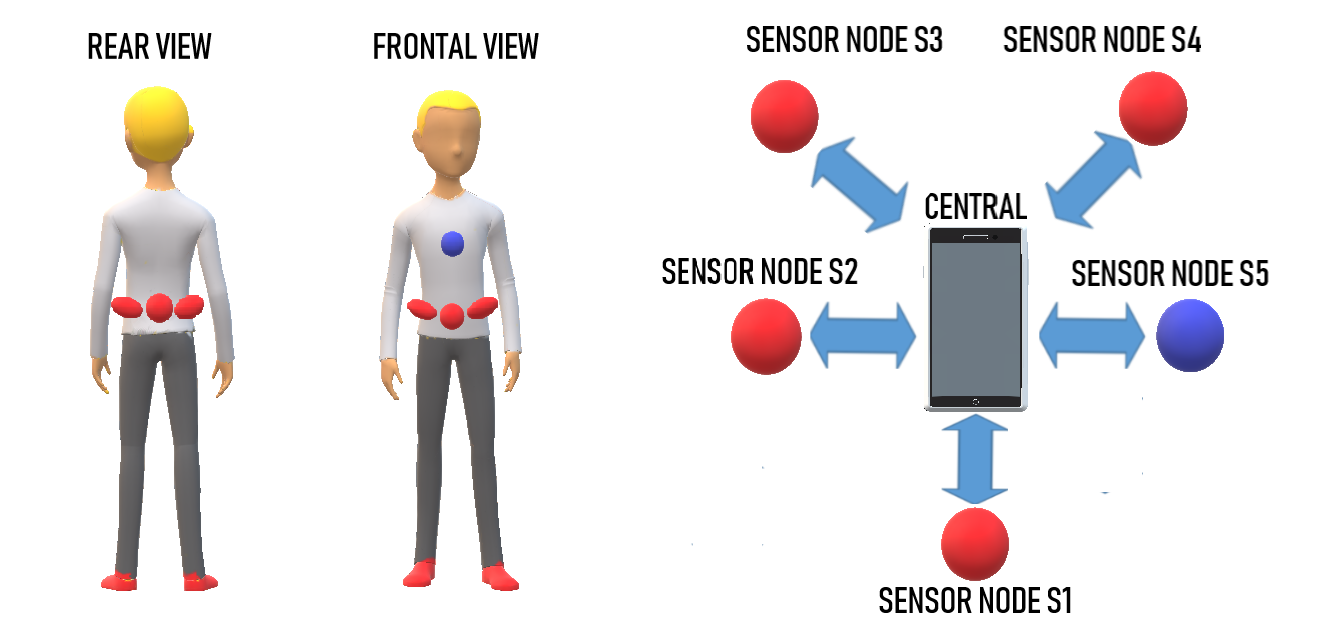 REAR VIEW
FRONTAL VIEW
SENSOR NODE S3
SENSOR NODE S4
CENTRAL
SENSOR NODE S2
SENSOR NODE S5
SENSOR NODE S1